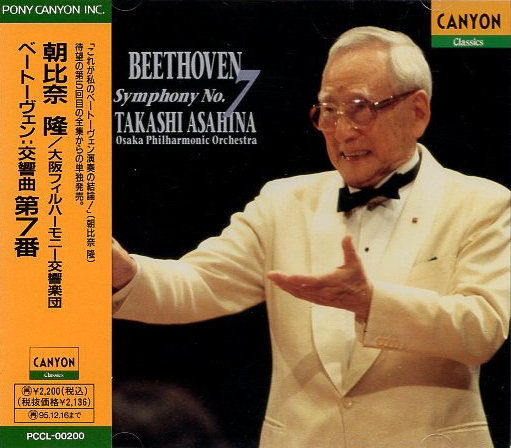 PONY CANYON INC.
「これが私のベートーヴェン演奏の結論！」（朝比奈 隆）
待望の第5回目の全集からの単独発売。
朝比奈 隆／大阪フィルハーモニー交響楽団
ベートーヴェン：交響曲 第7番
CANYON
Classics
¥2,200(税込)
(税抜価格¥2,136)
95.12.16まで
PCCL-00200
CANYON
Classics
BEETHOVEN
Symphony No. 7
TAKASHI ASAHINA
Osaka Philharmonic Orchestra